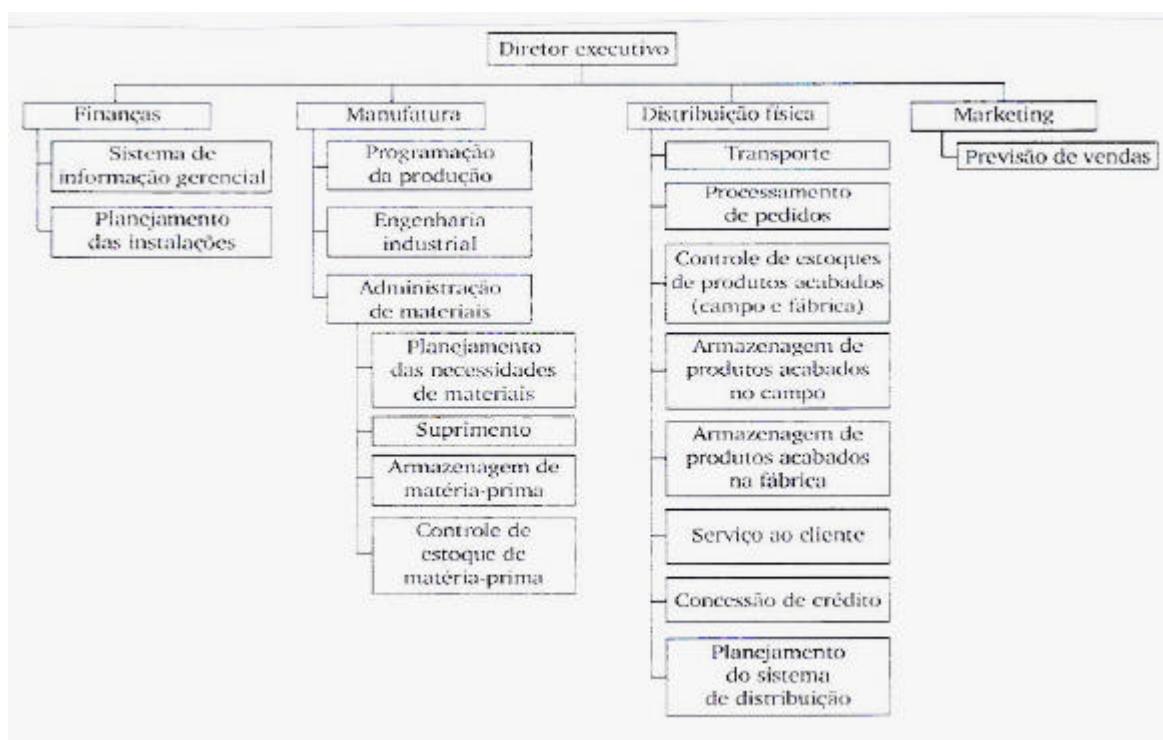 Diretor executivo
Finanças
Sistema de
informação gerencial
Planejamento
das instalações
Manufatura
Programação
da produção
Engenharia
industrial
Administração
de materiais
Planejamento
das necessidades
de materiais
Suprimento
Armazenagem de
matéria-prima
Controle de
estoque de
matéria-prima
Distribuição física
Transporte
Processamento
de pedidos
Controle de estoques
de produtos acabados
(campo e fábrica)
Armazenagem de
produtos acabados
no campo
Armazenagem de
produtos acabados
na fábrica
Serviço ao cliente
Concessão de crédito
Planejamento
do sistema
de distribuição
Marketing
Previsão de vendas